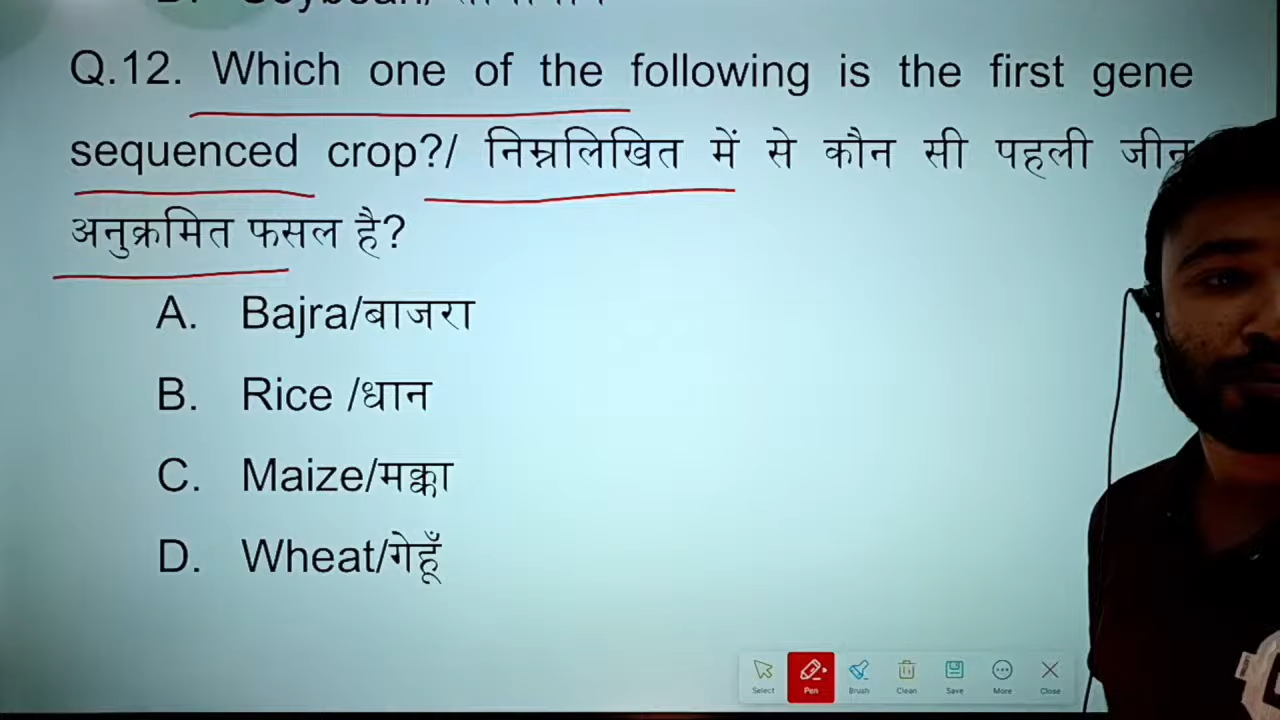 Q.12. Which one of the following is the first gene
sequenced crop?/ निम्नलिखित में से कौन सी पहली जीन
अनुक्रमित फसल है?
A. Bajra/बाजरा
B. Rice /धान
C. Maize/मक्का
D. Wheat/गेहूँ
Select Pen Brush Clean Save More Close